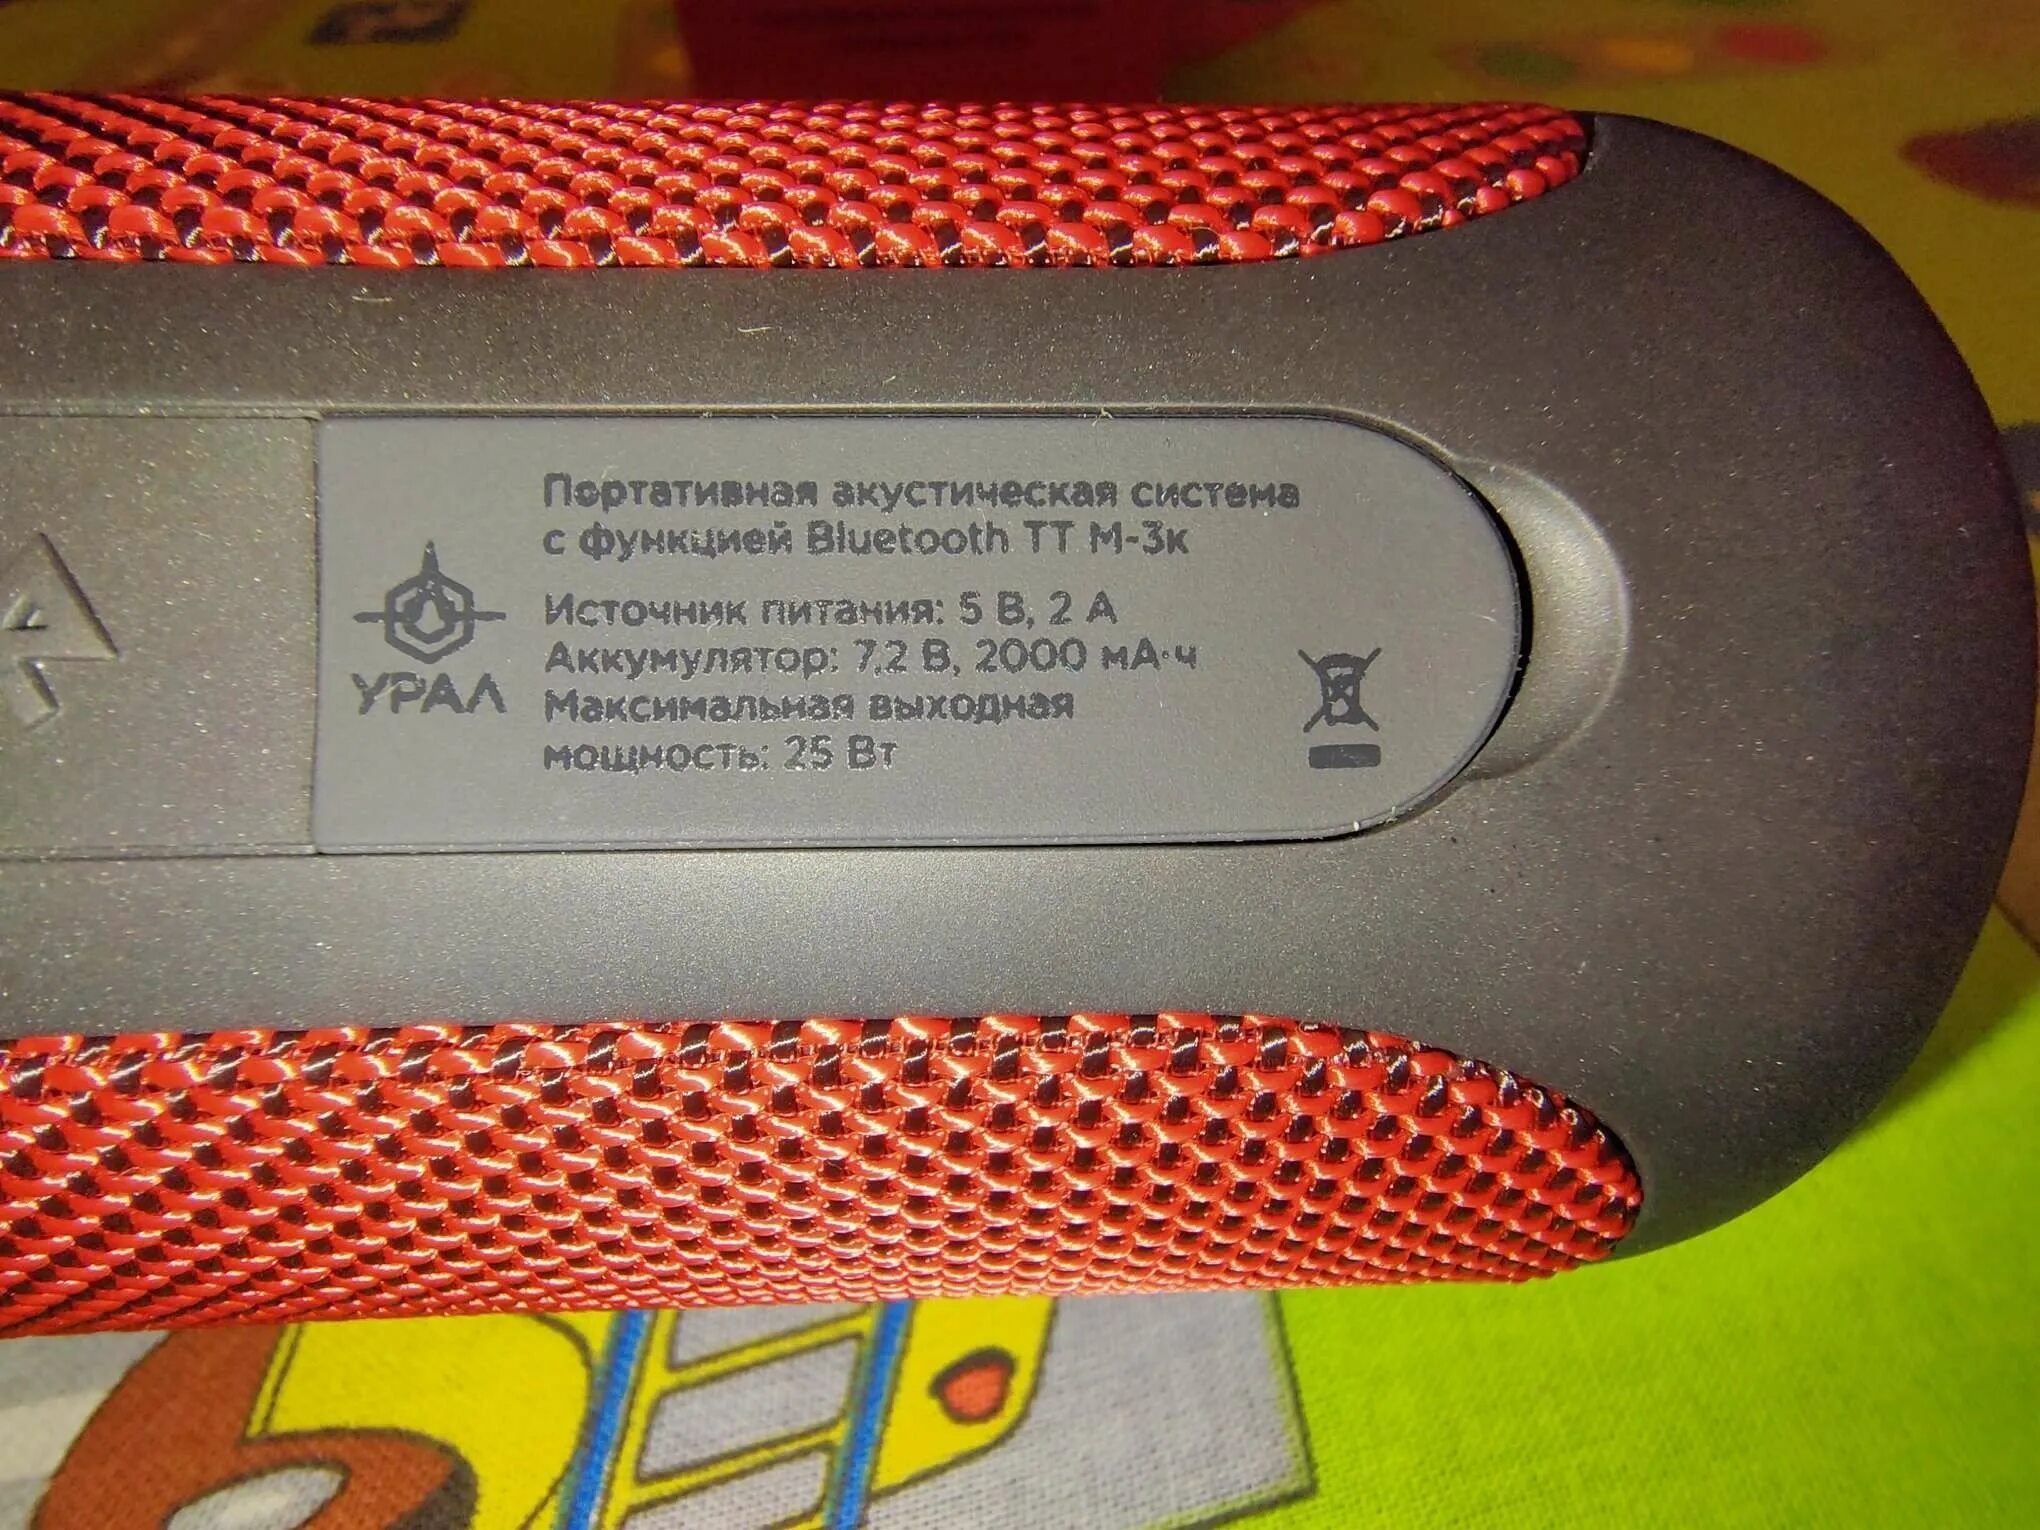 Портативная акустическая система
с функцией Bluetooth ТТ М-3к
Источник питания: 5 В, 2 А
Аккумулятор: 7,2 В, 2000 мА·ч
Максимальная выходная
мощность: 25 Вт
УРАЛ